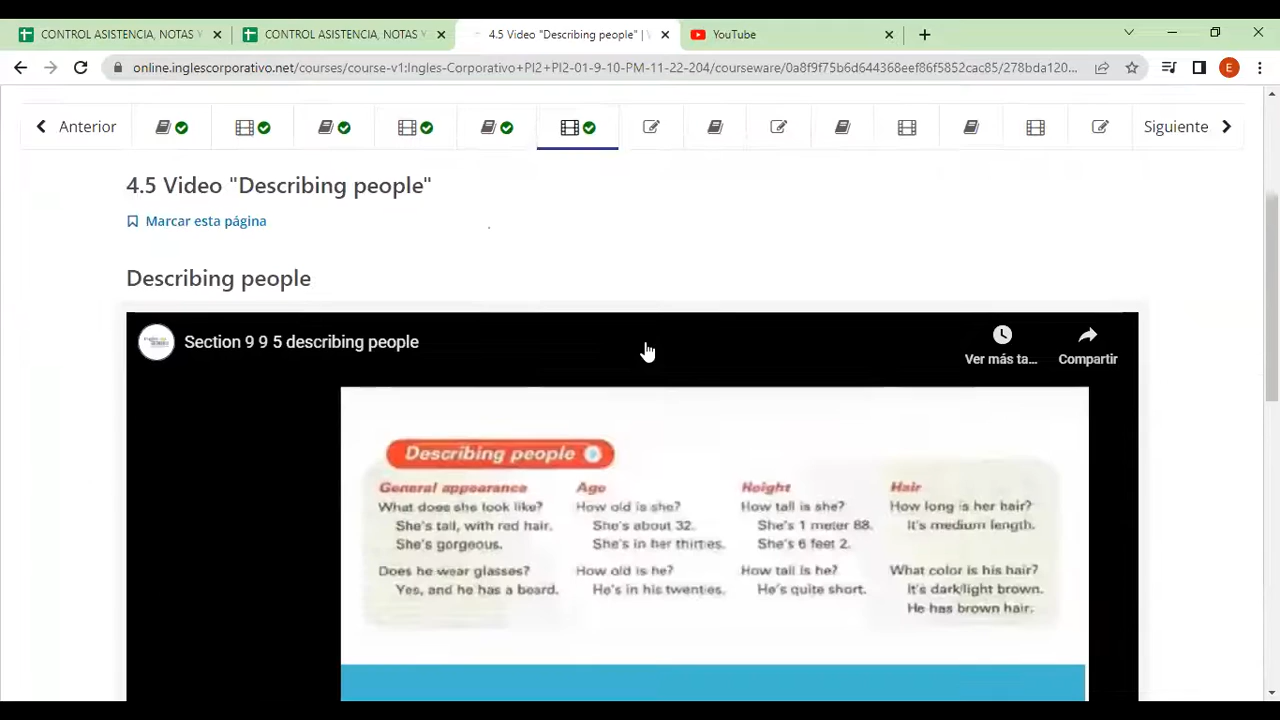 CONTROL ASISTENCIA, NOTAS
CONTROL ASISTENCIA, NOTAS
4.5 Video "Describing people" |
YouTube
online.inglescorporativo.net/courses/course-v1:Ingles-Corporativo+PI2+PI2-01-9-10-PM-11-22-204/courseware/0a8f9f75b6d644368eef86f5852cac85/278bda120...
E
Anterior
Siguiente
4.5 Video "Describing people"
Marcar esta página
Describing people
Section 9 9 5 describing people
Ver más ta...
Compartir
Describing people
General appearance
What does she look like?
She's tall, with red hair.
She's gorgeous.
Does he wear glasses?
Yes, and he has a beard.
Age
How old is she?
She's about 32.
She's in her thirties.
How old is he?
He's in his twenties.
Height
How tall is she?
She's 1 meter 88.
She's 6 feet 2.
How tall is he?
He's quite short.
Hair
How long is her hair?
It's medium length.
What color is his hair?
It's dark/light brown.
He has brown hair.